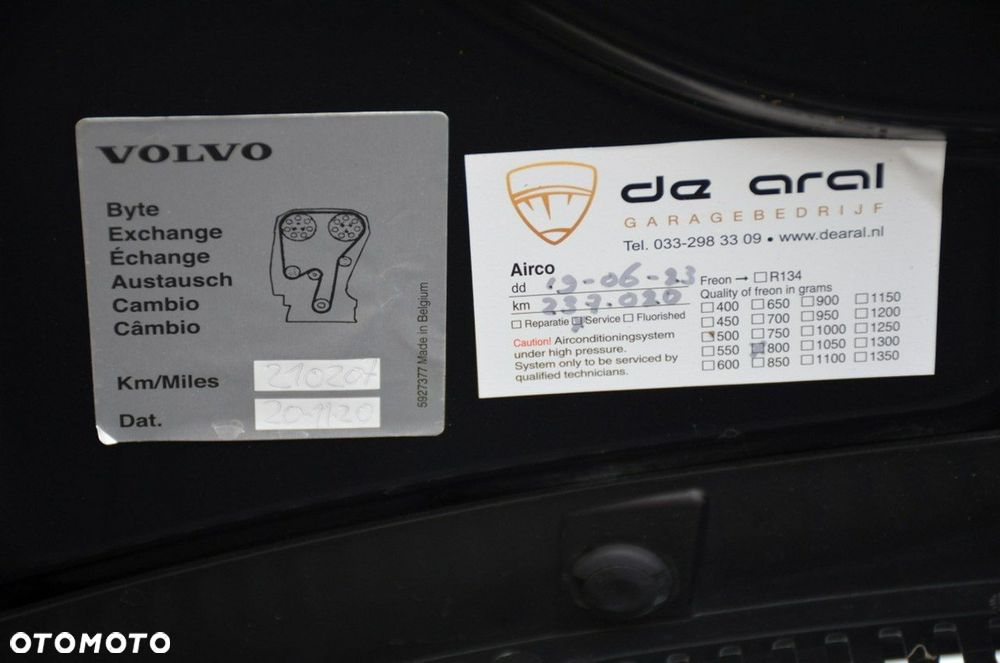 VOLVO
Byte
Exchange
Échange
Austausch
Cambio
Câmbio
Km/Miles 210207
Dat. 20-11-20
5927377 Made in Belgium
de aral
GARAGEBEDRIJF
Tel. 033-298 33 09 • www.dearal.nl
Airco
dd -06-23
km 237.020
Reparatie Service Fluorished
Caution! Airconditioningsystem
under high pressure.
System only to be serviced by
qualified technicians.
Freon → R134
Quality of freon in grams
400 650 900 1150
450 700 950 1200
500 750 1000 1250
550 800 1050 1300
600 850 1100 1350
OTOMOTO